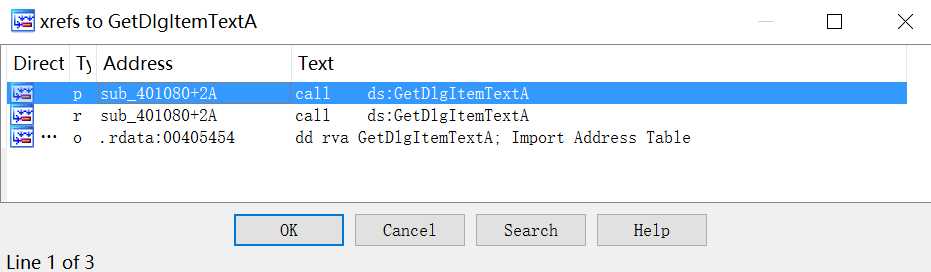 xrefs to GetDlgItemTextA
Direct Ty Address Text
p sub_401080+2A call ds:GetDlgItemTextA
r sub_401080+2A call ds:GetDlgItemTextA
... o .rdata:00405454 dd rva GetDlgItemTextA; Import Address Table
OK Cancel Search Help
Line 1 of 3